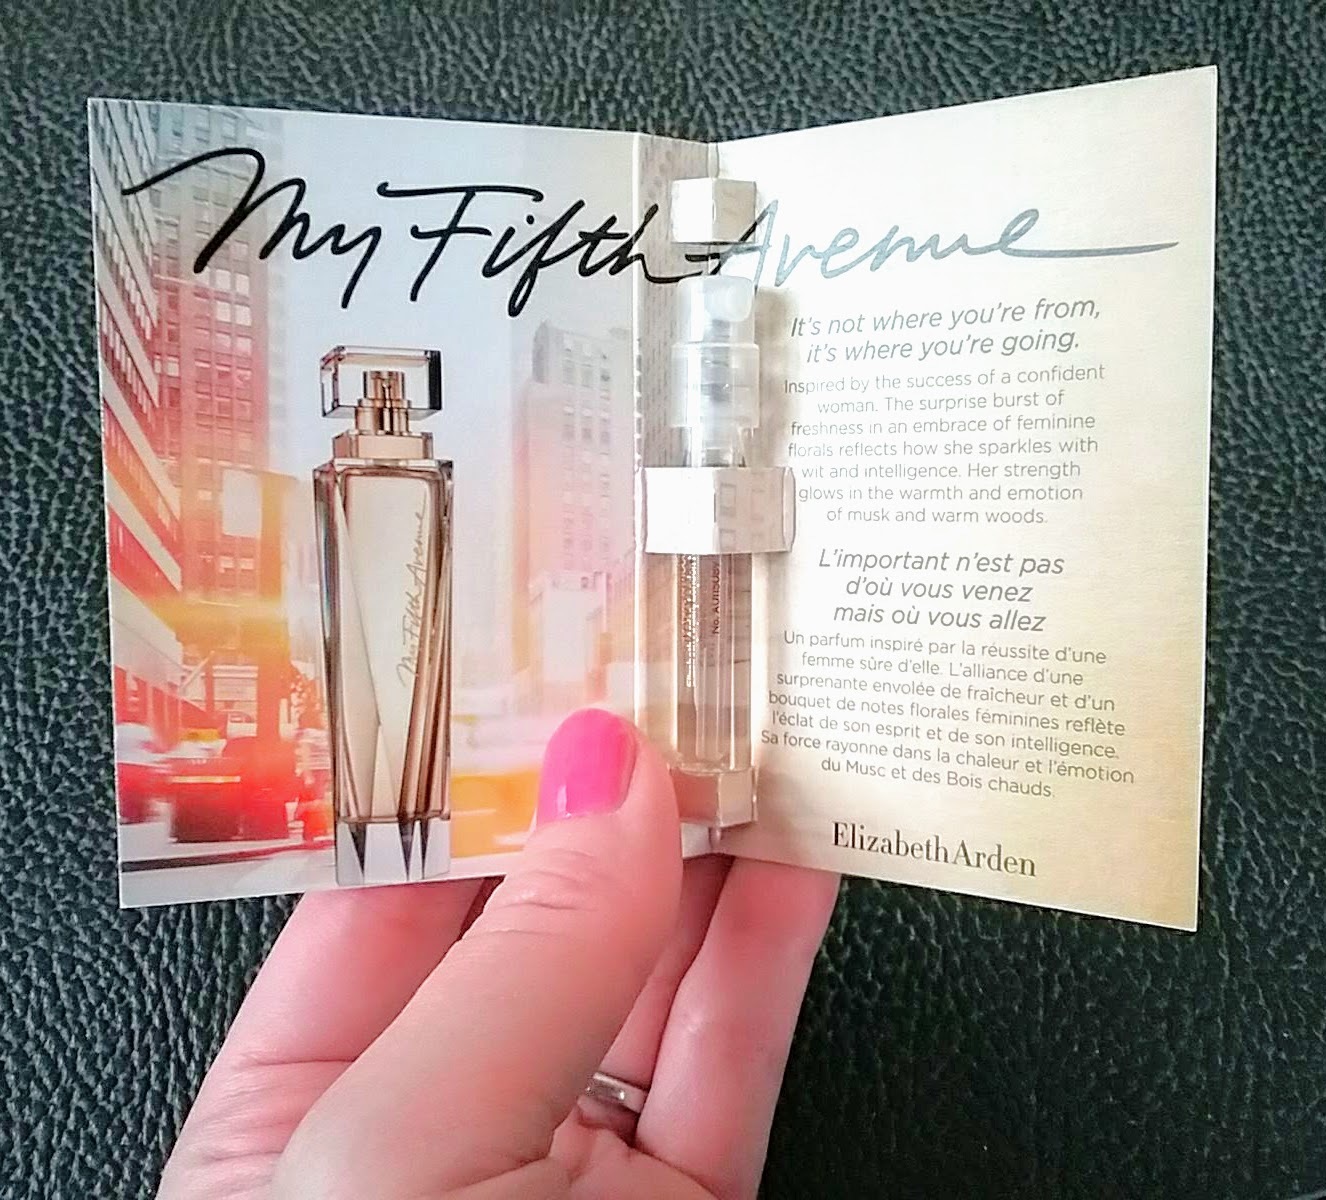 My Fifth Avenue
My Fifth Avenue
It's not where you're from,
it's where you're going.
Inspired by the success of a confident
woman. The surprise burst of
freshness in an embrace of feminine
florals reflects how she sparkles with
wit and intelligence. Her strength
glows in the warmth and emotion
of musk and warm woods.
L'important n'est pas
d'où vous venez
mais où vous allez
Un parfum inspiré par la réussite d'une
femme sûre d'elle. L'alliance d'une
surprenante envolée de fraîcheur et d'un
bouquet de notes florales féminines reflète
l'éclat de son esprit et de son intelligence.
Sa force rayonne dans la chaleur et l'émotion
du Musc et des Bois chauds.
Elizabeth Arden